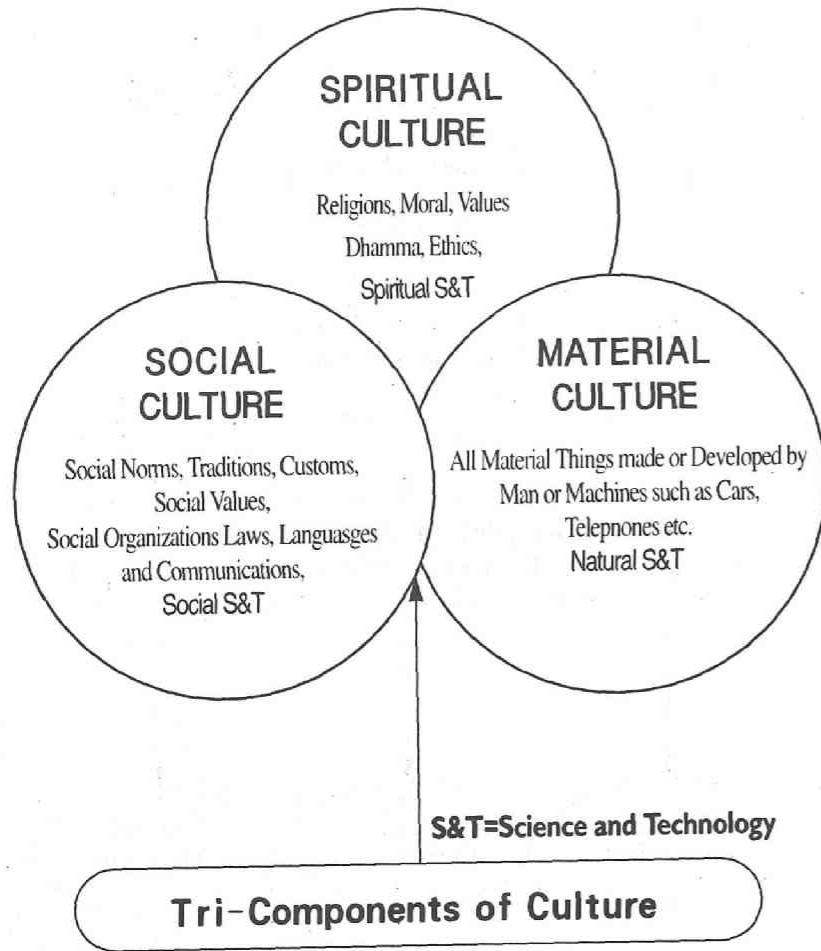 SPIRITUAL
CULTURE
Religions, Moral, Values
Dhamma, Ethics,
Spiritual S&T
SOCIAL
CULTURE
Social Norms, Traditions, Customs,
Social Values,
Social Organizations Laws, Languasges
and Communications,
Social S&T
MATERIAL
CULTURE
All Material Things made or Developed by
Man or Machines such as Cars,
Telepnones etc.
Natural S&T
S&T=Science and Technology
Tri-Components of Culture